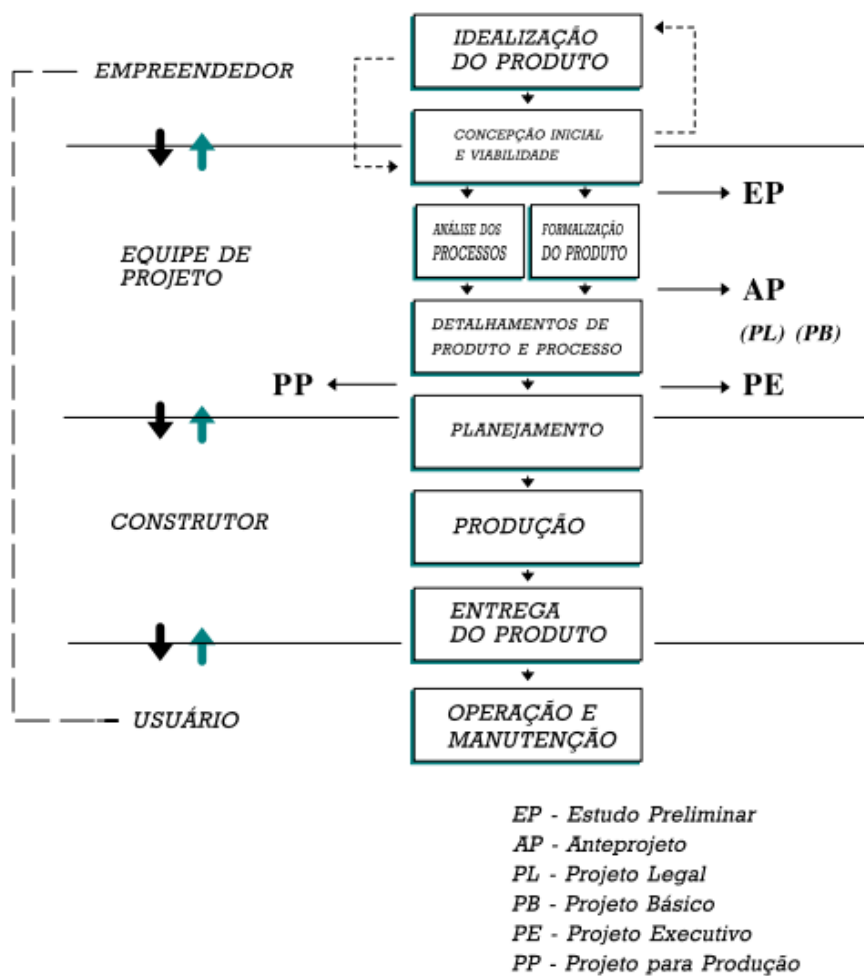 IDEALIZAÇÃO
DO PRODUTO
EMPREENDEDOR
CONCEPÇÃO INICIAL
E VIABILIDADE
EP
ANÁLISE DOS
PROCESSOS
FORMALIZAÇÃO
DO PRODUTO
EQUIPE DE
PROJETO
AP
(PL) (PB)
DETALHAMENTOS DE
PRODUTO E PROCESSO
PP
PE
PLANEJAMENTO
CONSTRUTOR
PRODUÇÃO
ENTREGA
DO PRODUTO
USUÁRIO
OPERAÇÃO E
MANUTENÇÃO
EP - Estudo Preliminar
AP - Anteprojeto
PL - Projeto Legal
PB - Projeto Básico
PE - Projeto Executivo
PP - Projeto para Produção